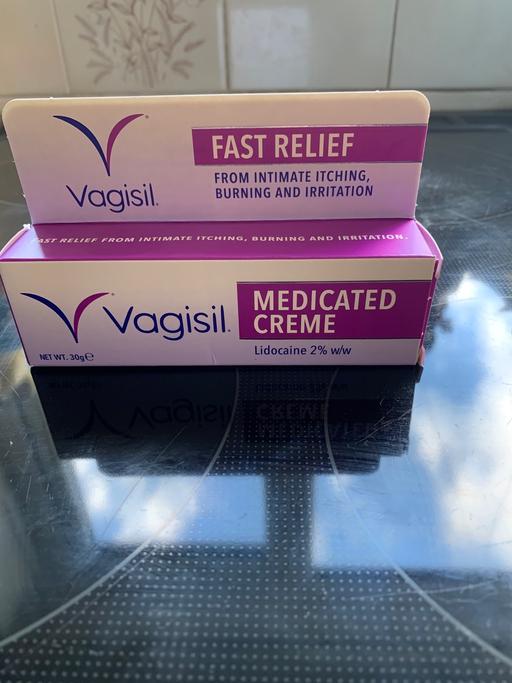 Vagisil®
FAST RELIEF
FROM INTIMATE ITCHING,
BURNING AND IRRITATION
FAST RELIEF FROM INTIMATE ITCHING, BURNING AND IRRITATION.
Vagisil®
MEDICATED
CREME
Lidocaine 2% w/w
NET WT. 30g℮